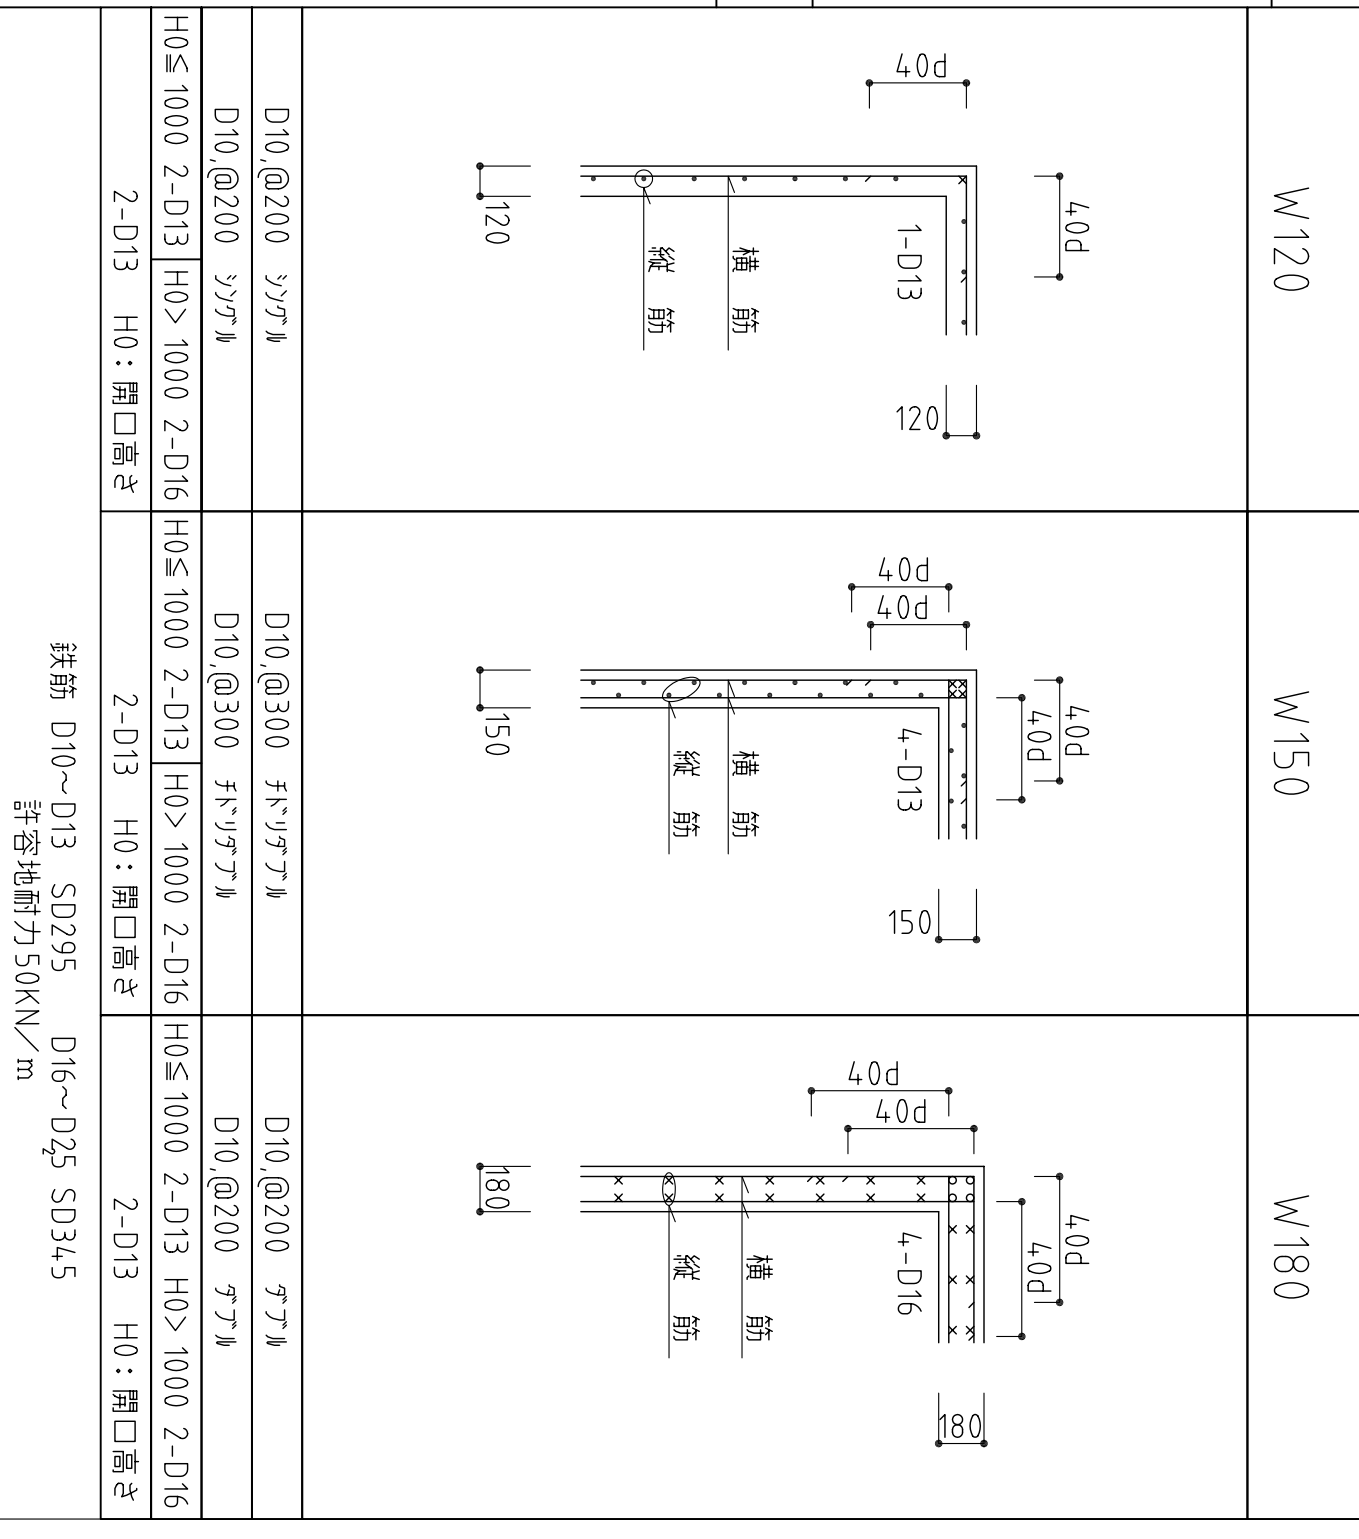 W120
W150
W180
40d
40d
1-D13
横 筋
縦 筋
120
120
40d
40d
40d
40d
4-D13
横 筋
縦 筋
150
150
40d
40d
40d
40d
4-D16
横 筋
縦 筋
180
180
D10,@200 シングル
D10,@300 チドリダブル
D10,@200 ダブル
D10,@200 シングル
D10,@300 チドリダブル
D10,@200 ダブル
H0≦1000 2-D13
H0>1000 2-D16
H0≦1000 2-D13
H0>1000 2-D16
H0≦1000 2-D13 H0>1000 2-D16
2-D13 H0:開口高さ
2-D13 H0:開口高さ
2-D13 H0:開口高さ
鉄筋 D10~D13 SD295 D16~D25 SD345
許容地耐力50KN/m2